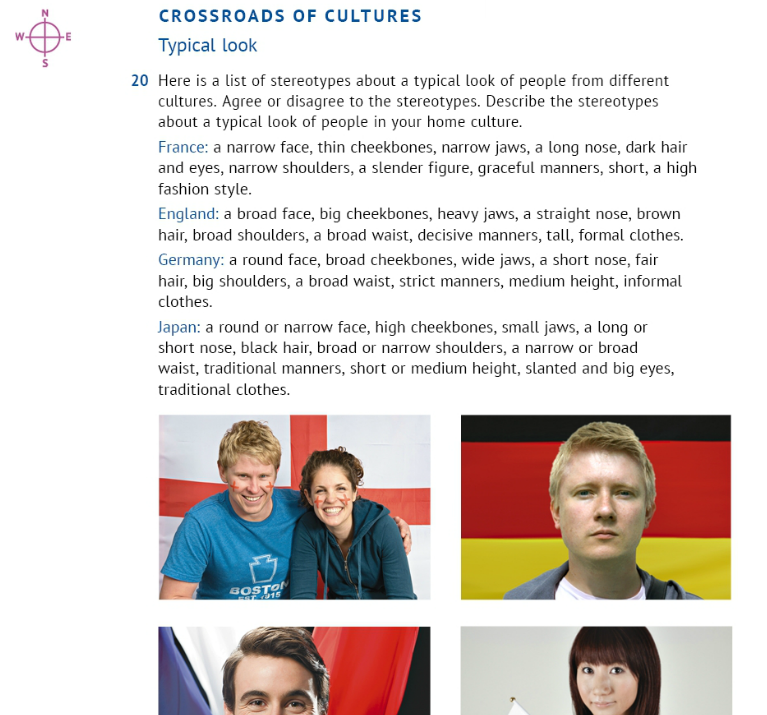 N
W E
S
CROSSROADS OF CULTURES
Typical look
20 Here is a list of stereotypes about a typical look of people from different
cultures. Agree or disagree to the stereotypes. Describe the stereotypes
about a typical look of people in your home culture.
France: a narrow face, thin cheekbones, narrow jaws, a long nose, dark hair
and eyes, narrow shoulders, a slender figure, graceful manners, short, a high
fashion style.
England: a broad face, big cheekbones, heavy jaws, a straight nose, brown
hair, broad shoulders, a broad waist, decisive manners, tall, formal clothes.
Germany: a round face, broad cheekbones, wide jaws, a short nose, fair
hair, big shoulders, a broad waist, strict manners, medium height, informal
clothes.
Japan: a round or narrow face, high cheekbones, small jaws, a long or
short nose, black hair, broad or narrow shoulders, a narrow or broad
waist, traditional manners, short or medium height, slanted and big eyes,
traditional clothes.
BOSTON